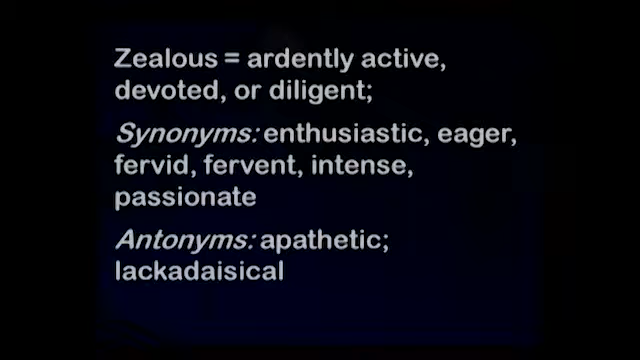 Zealous = ardently active,
devoted, or diligent;
Synonyms: enthusiastic, eager,
fervid, fervent, intense,
passionate
Antonyms: apathetic;
lackadaisical